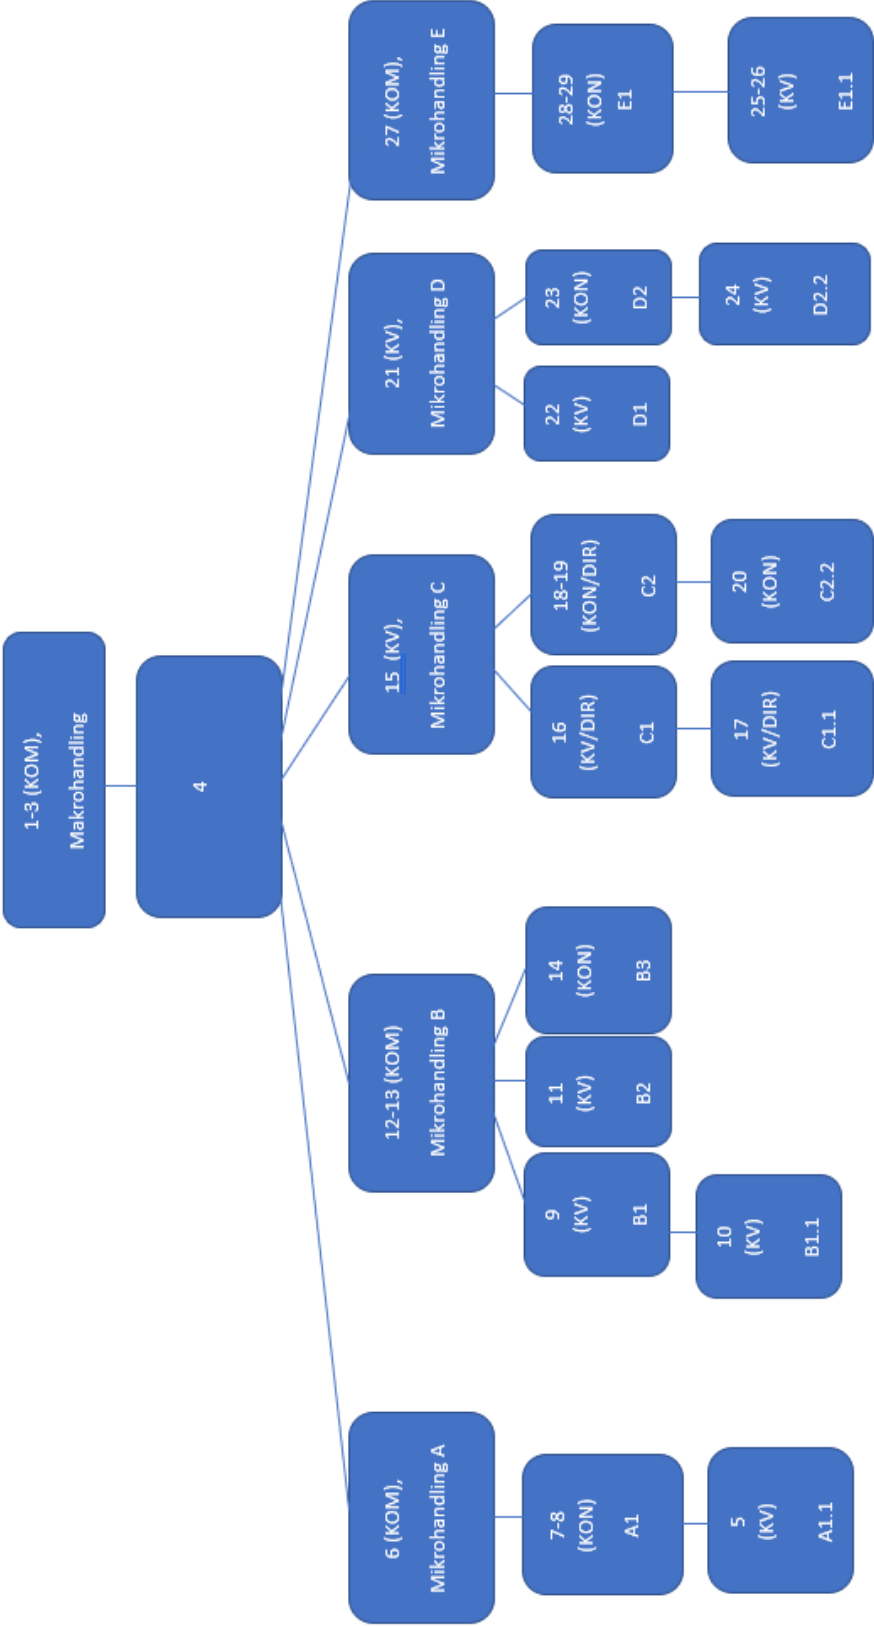 1-3 (KOM),
Makrohandling
4
6 (KOM),
Mikrohandling A
12-13 (KOM)
Mikrohandling B
15 (KV),
Mikrohandling C
21 (KV),
Mikrohandling D
27 (KOM),
Mikrohandling E
7-8
(KON)
A1
9
(KV)
B1
11
(KV)
B2
14
(KON)
B3
16
(KV/DIR)
C1
18-19
(KON/DIR)
C2
22
(KV)
D1
23
(KON)
D2
28-29
(KON)
E1
5
(KV)
A1.1
10
(KV)
B1.1
17
(KV/DIR)
C1.1
20
(KON)
C2.2
24
(KV)
D2.2
25-26
(KV)
E1.1